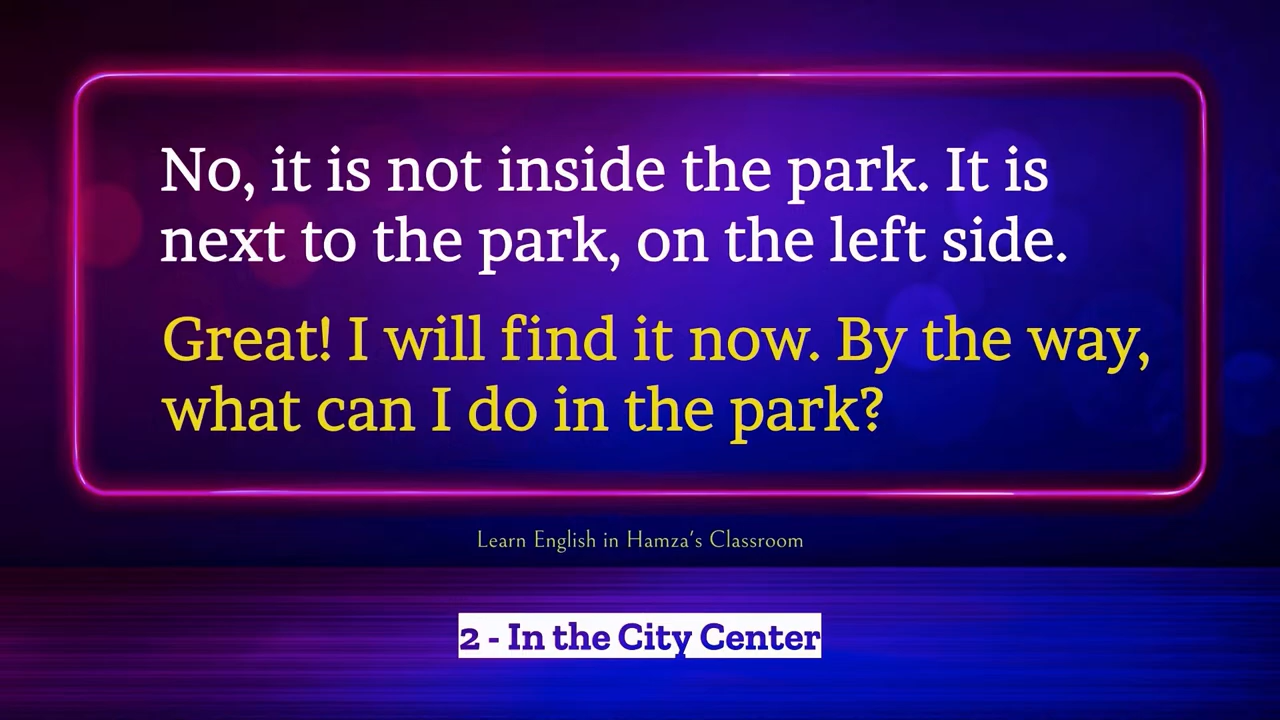 No, it is not inside the park. It is
next to the park, on the left side.
Great! I will find it now. By the way,
what can I do in the park?
Learn English in Hamza's Classroom
2 - In the City Center